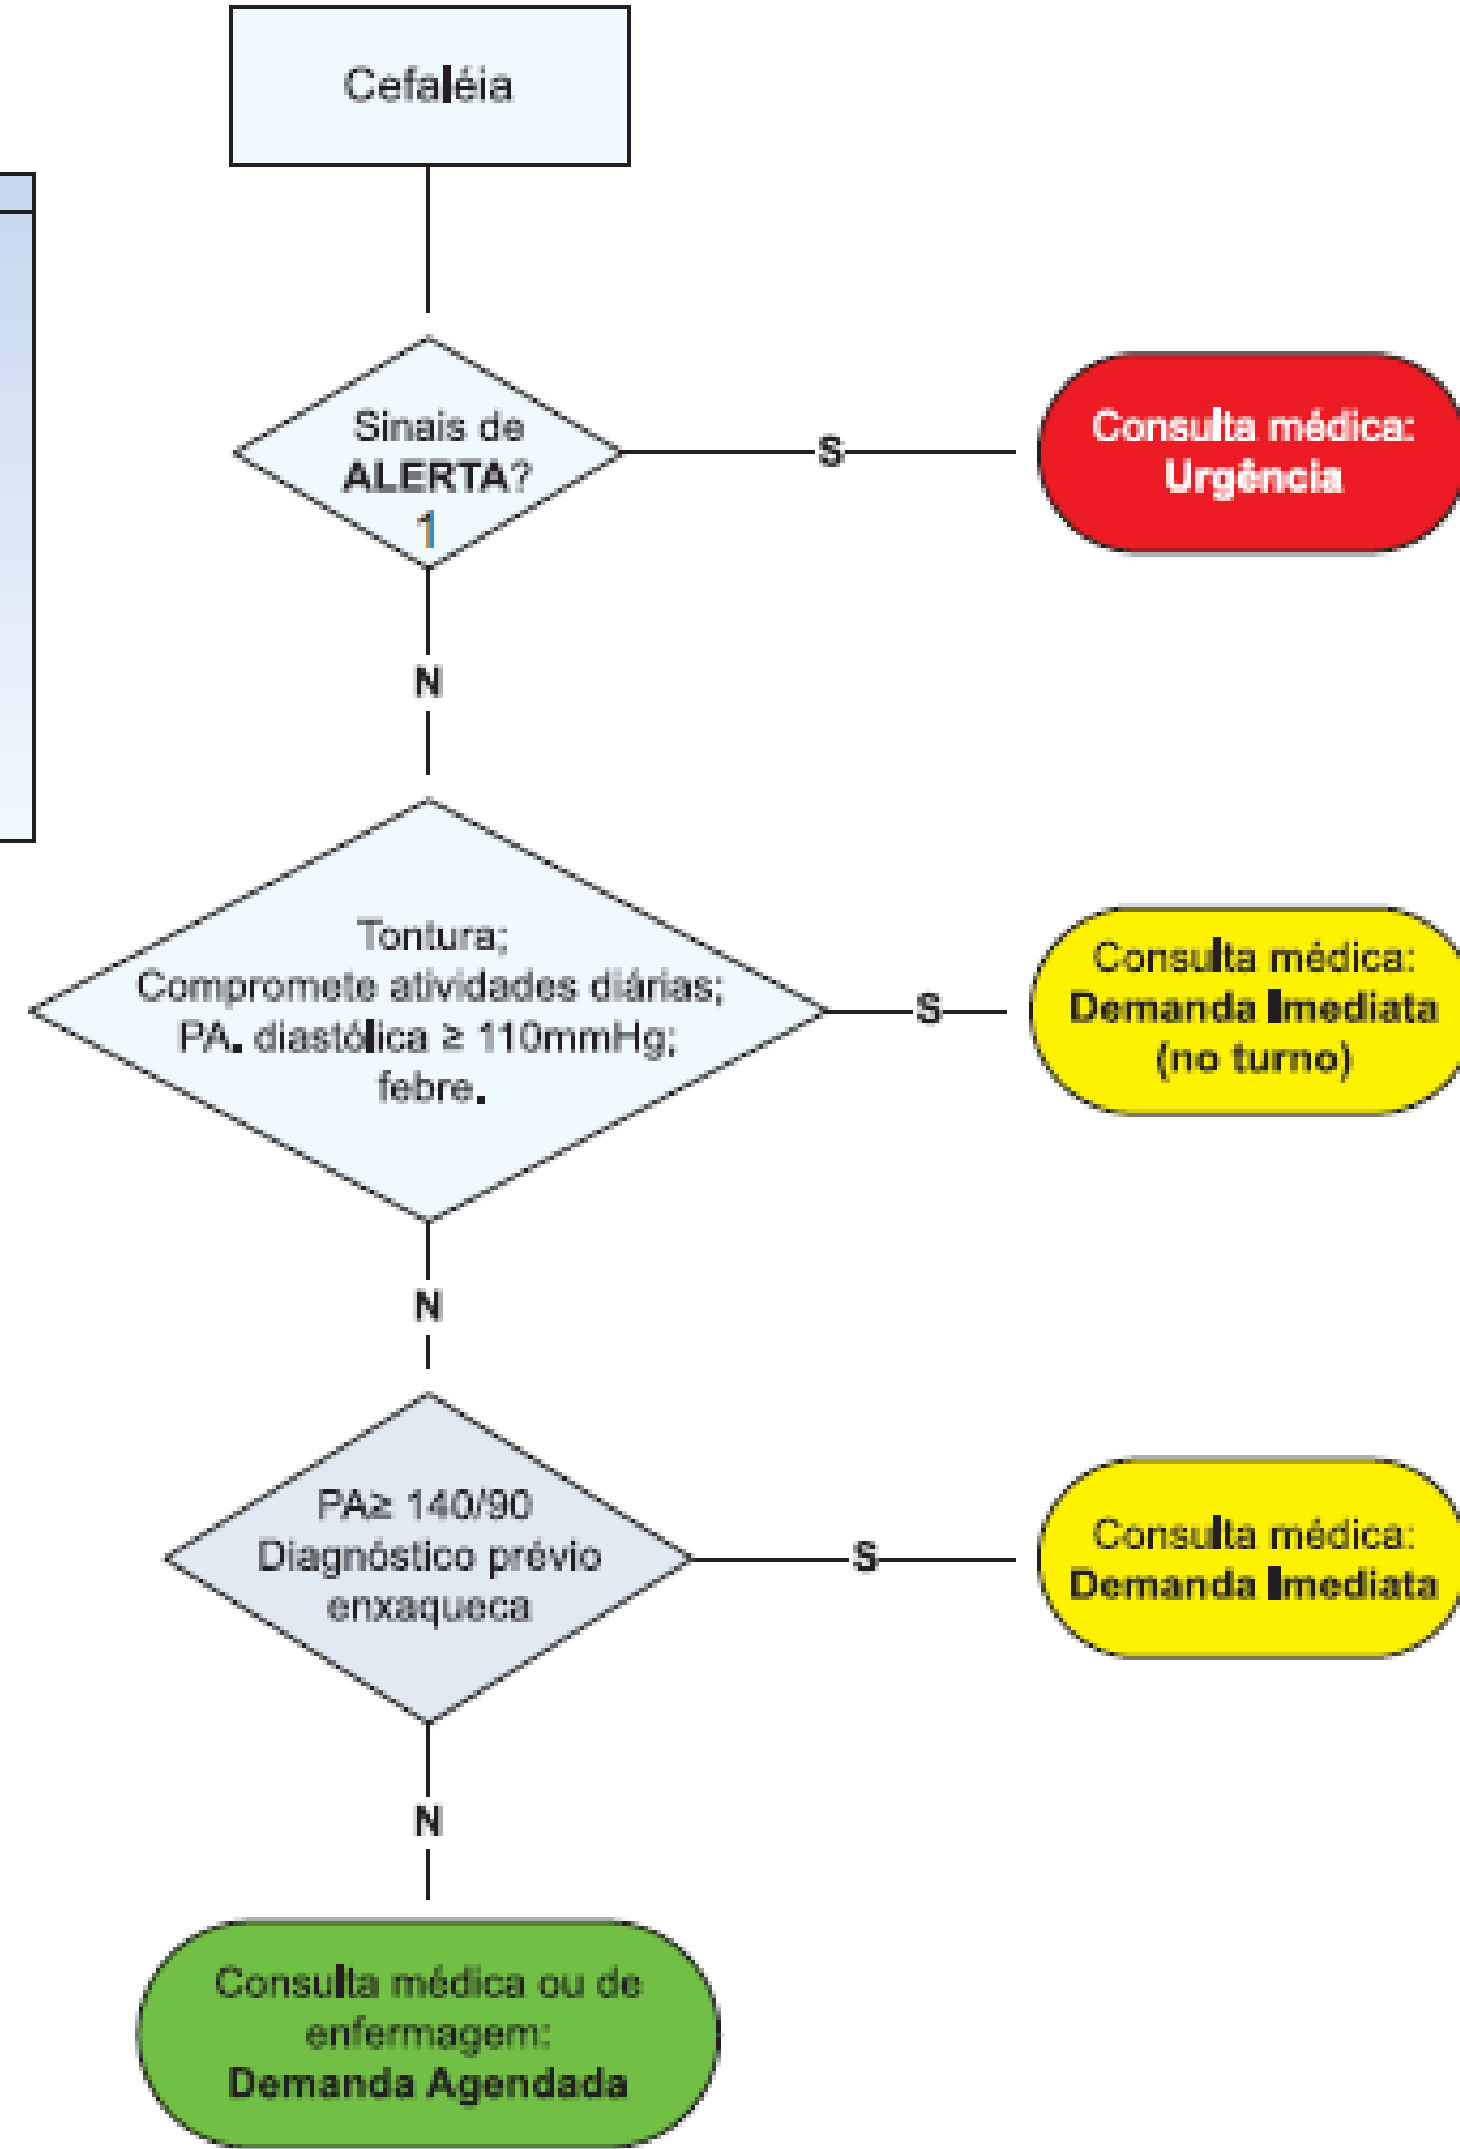 Cefaléia
Sinais de
ALERTA?
1
S
Consulta médica:
Urgência
N
Tontura;
Compromete atividades diárias;
PA. diastólica ≥ 110mmHg;
febre.
S
Consulta médica:
Demanda Imediata
(no turno)
N
PA≥ 140/90
Diagnóstico prévio
enxaqueca
S
Consulta médica:
Demanda Imediata
N
Consulta médica ou de
enfermagem:
Demanda Agendada